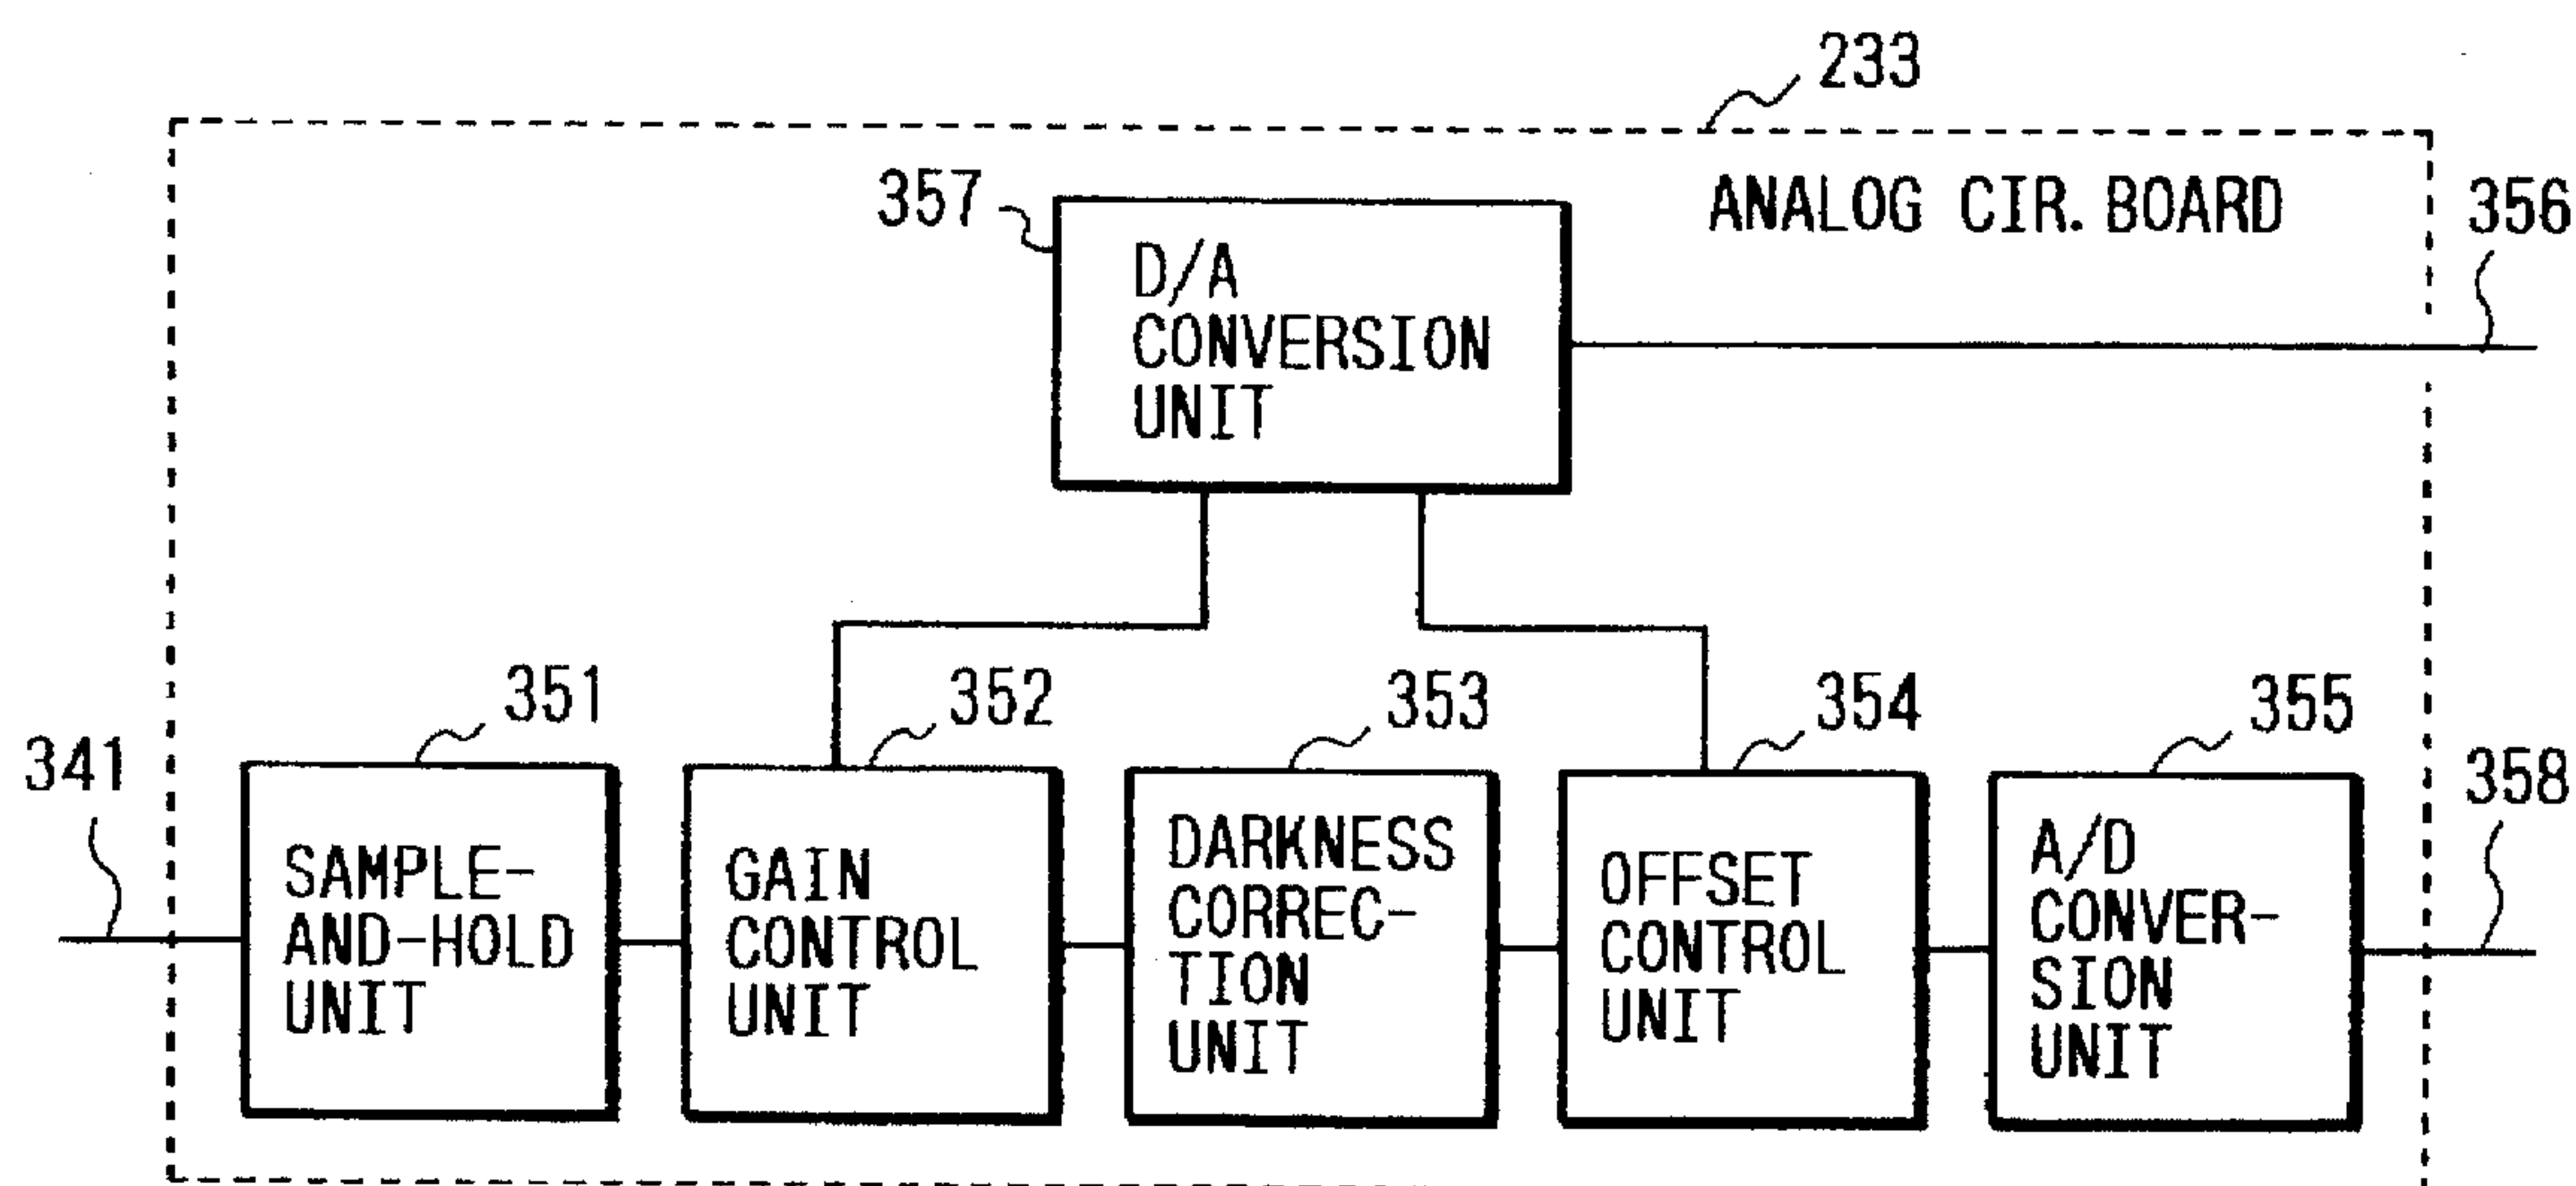 233
ANALOG CIR. BOARD
357
D/A
CONVERSION
UNIT
356
341
351
SAMPLE-
AND-HOLD
UNIT
352
GAIN
CONTROL
UNIT
353
DARKNESS
CORREC-
TION
UNIT
354
OFFSET
CONTROL
UNIT
355
A/D
CONVER-
SION
UNIT
358